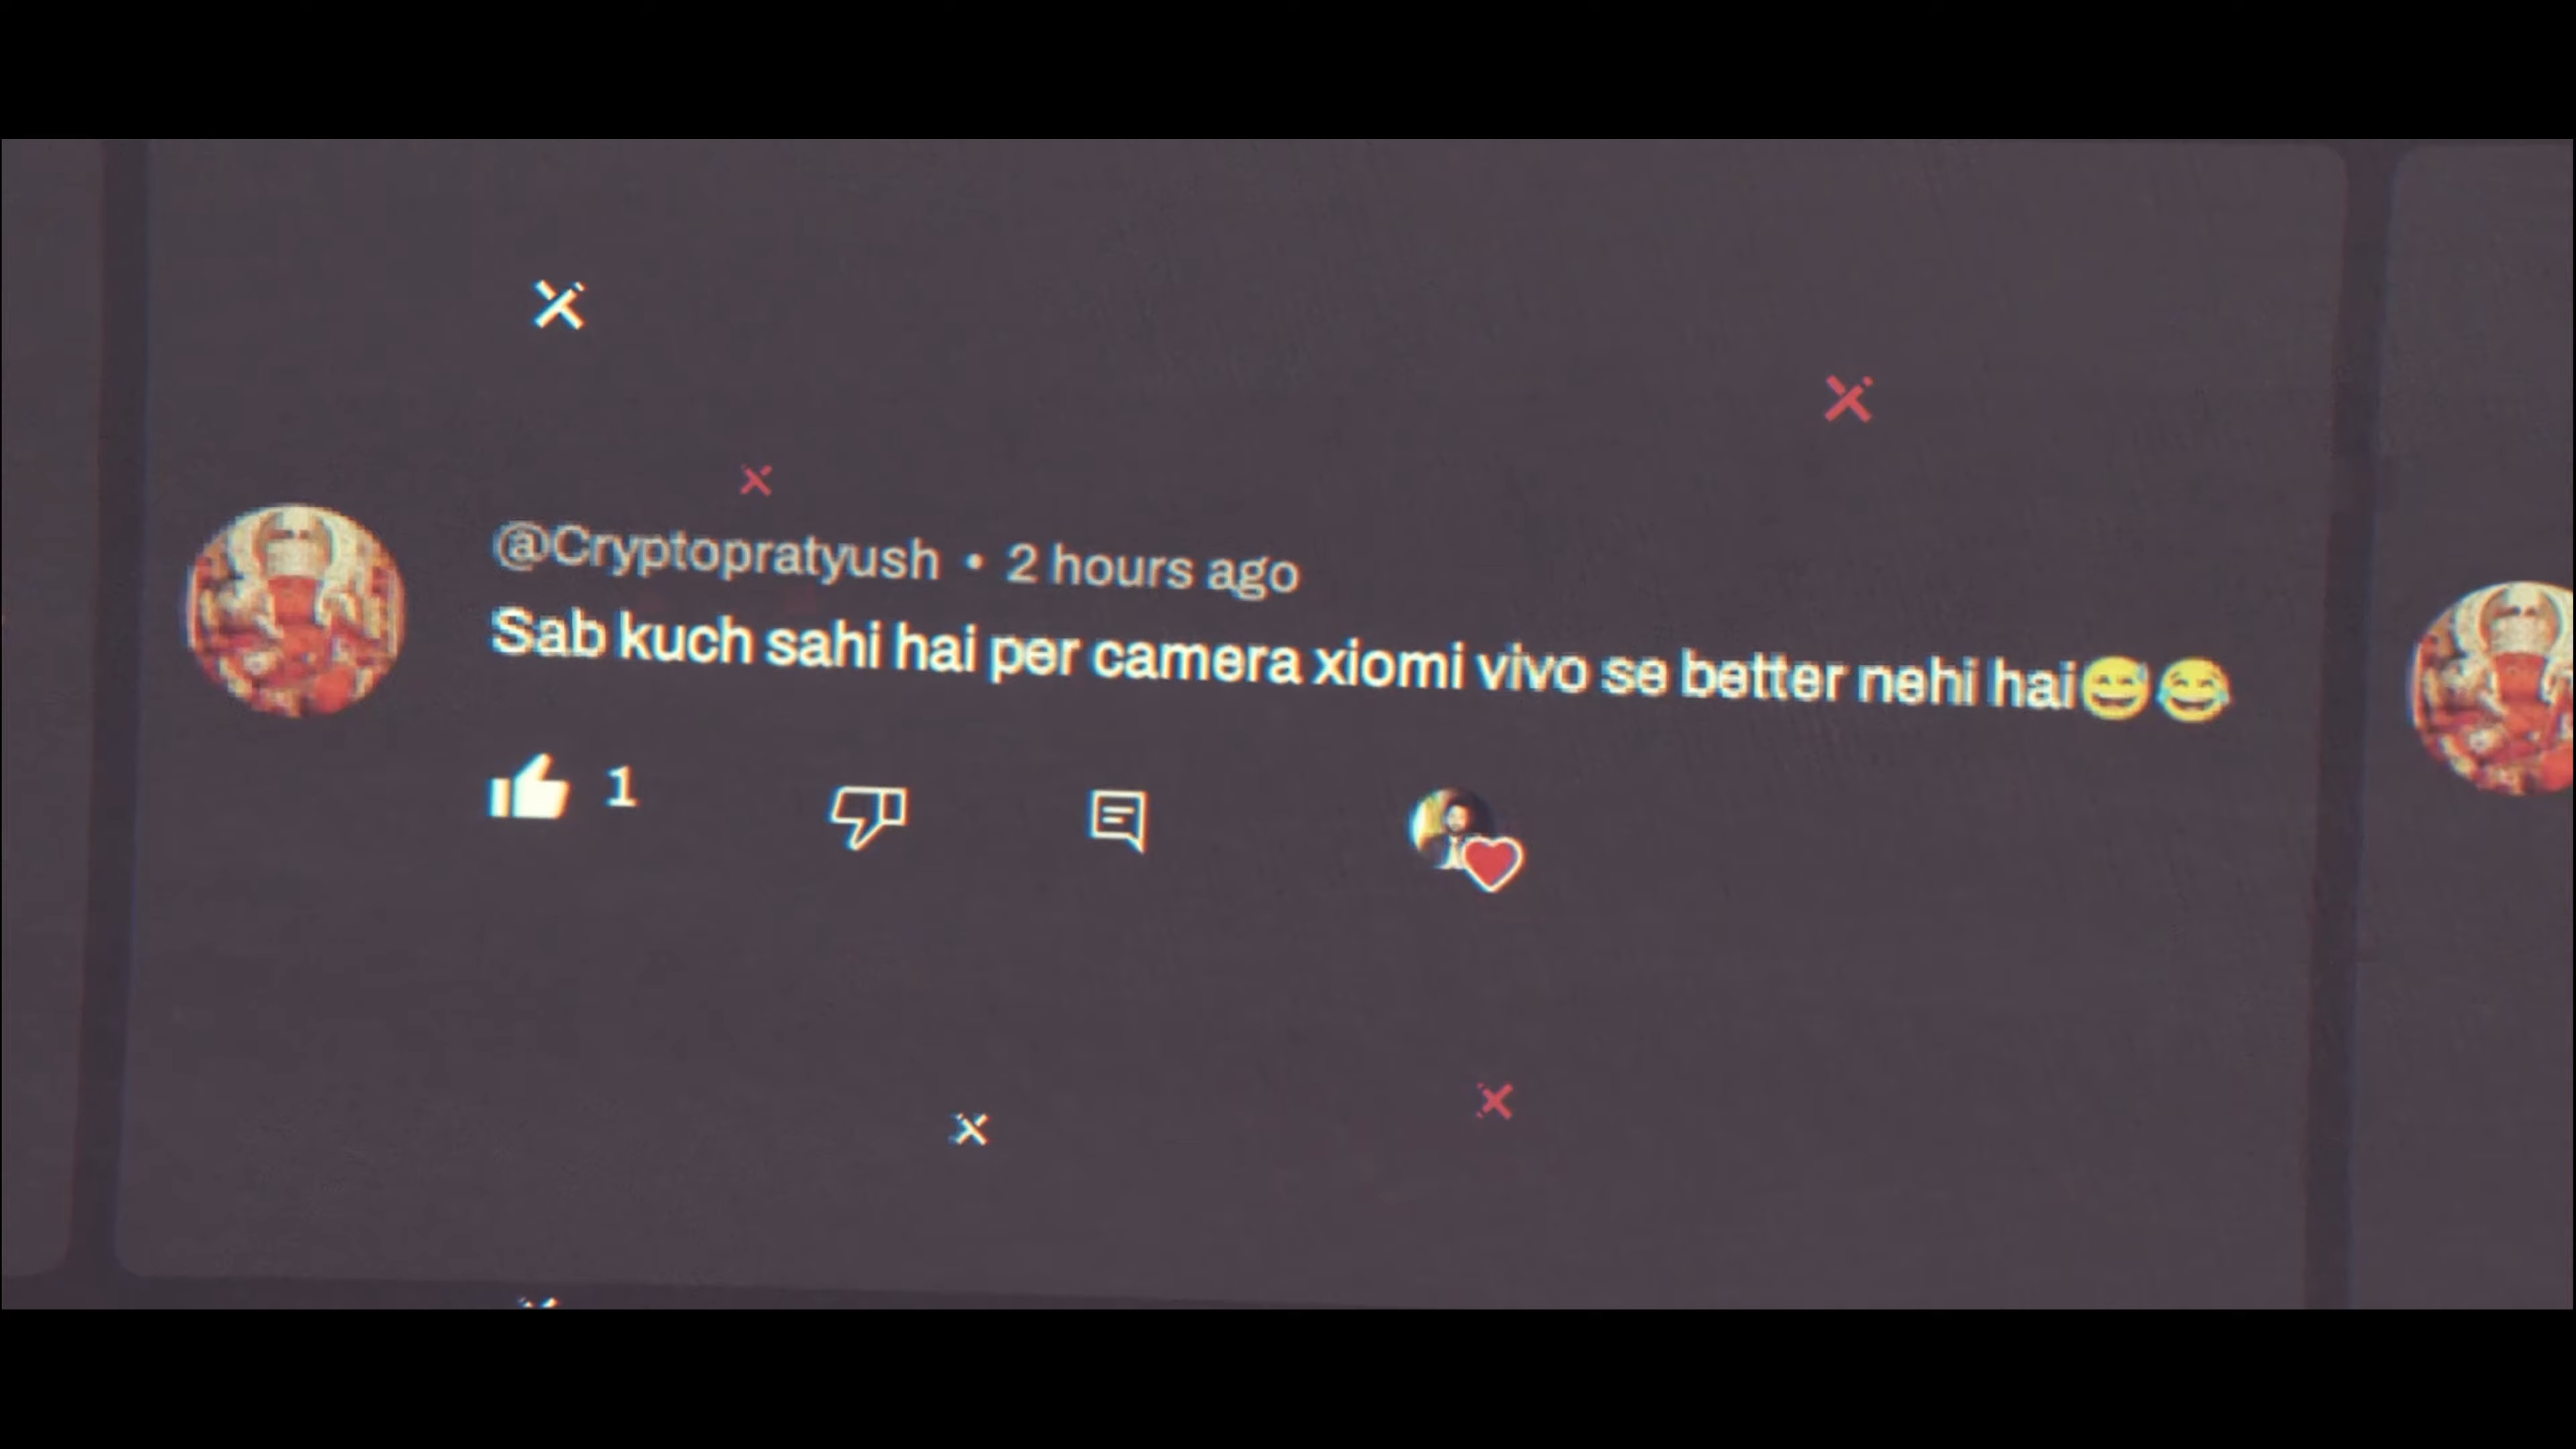 @Cryptopratyush • 2 hours ago
Sab kuch sahi hai per camera xiomi vivo se better nehi hai😅😂
1